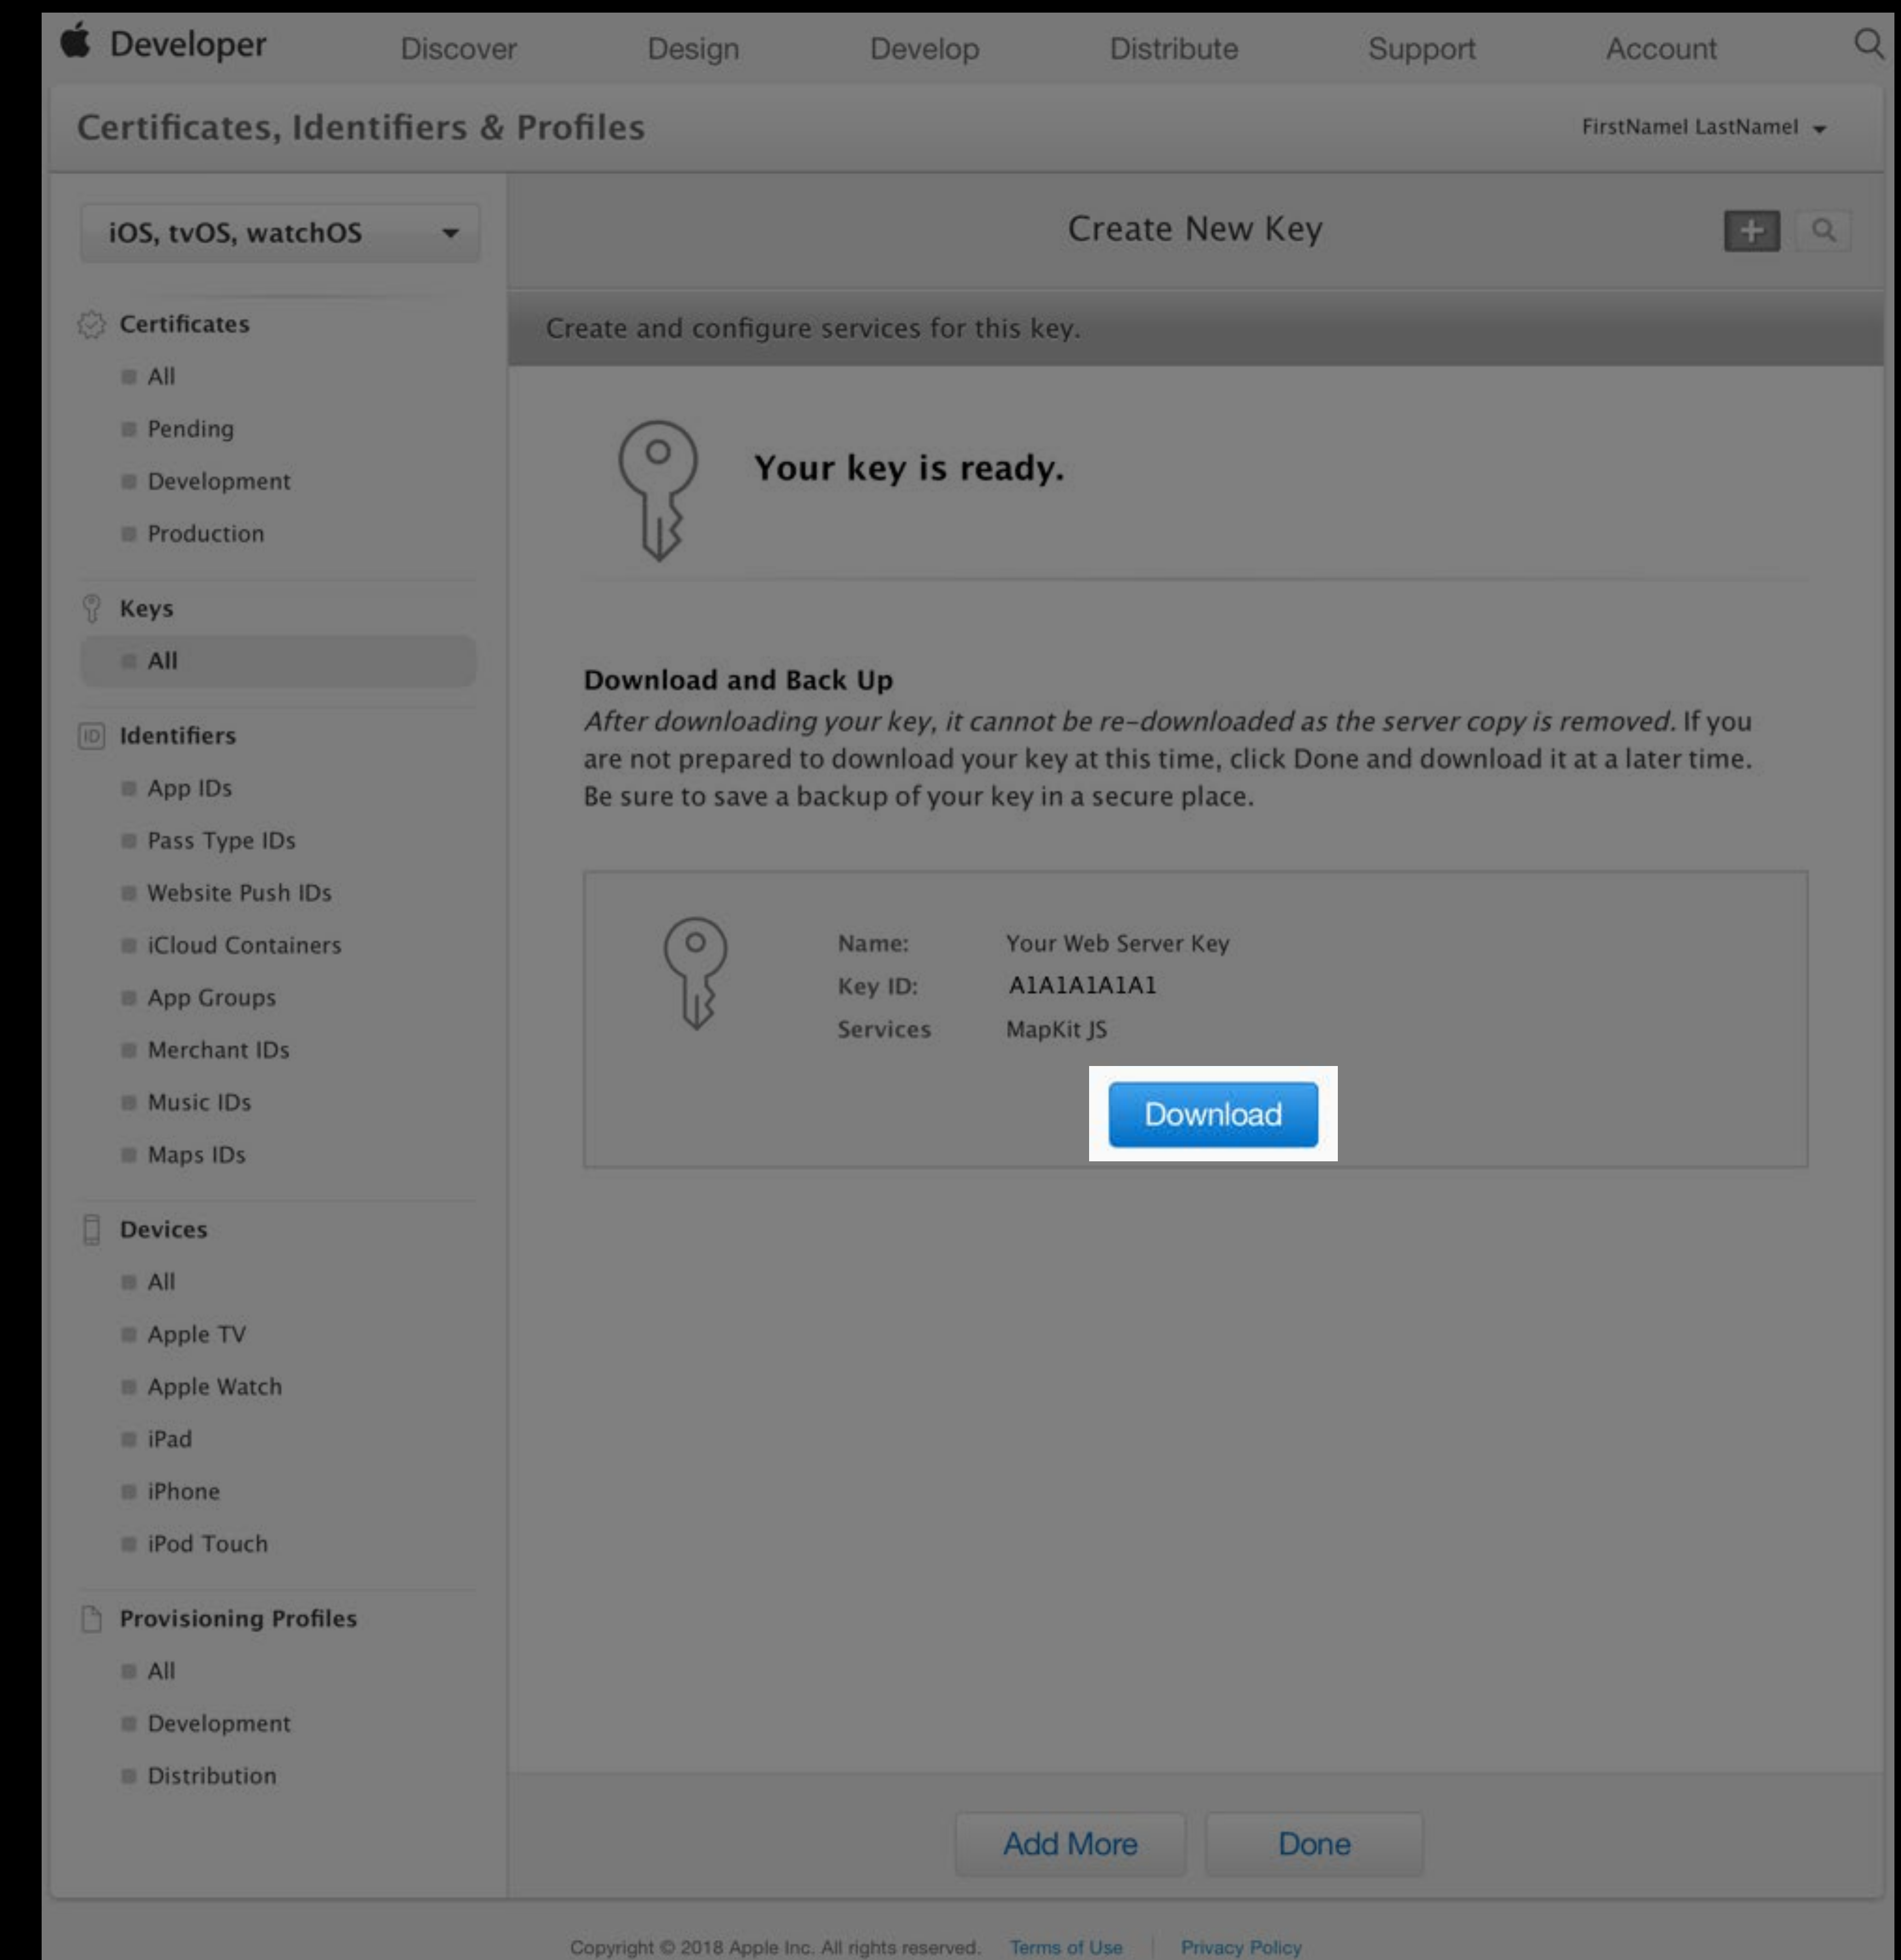 Developer Discover Design Develop Distribute Support Account
Certificates, Identifiers & Profiles
FirstNamel LastNamel
iOS, tvOS, watchOS
Certificates
All
Pending
Development
Production
Keys
All
Identifiers
App IDs
Pass Type IDs
Website Push IDs
iCloud Containers
App Groups
Merchant IDs
Music IDs
Maps IDs
Devices
All
Apple TV
Apple Watch
iPad
iPhone
iPod Touch
Provisioning Profiles
All
Development
Distribution
Create New Key
Create and configure services for this key.
Your key is ready.
Download and Back Up
After downloading your key, it cannot be re-downloaded as the server copy is removed. If you
are not prepared to download your key at this time, click Done and download it at a later time.
Be sure to save a backup of your key in a secure place.
Name: Your Web Server Key
Key ID: A1A1A1A1A1
Services MapKit JS
Download
Add More Done
Copyright © 2018 Apple Inc. All rights reserved. Terms of Use Privacy Policy